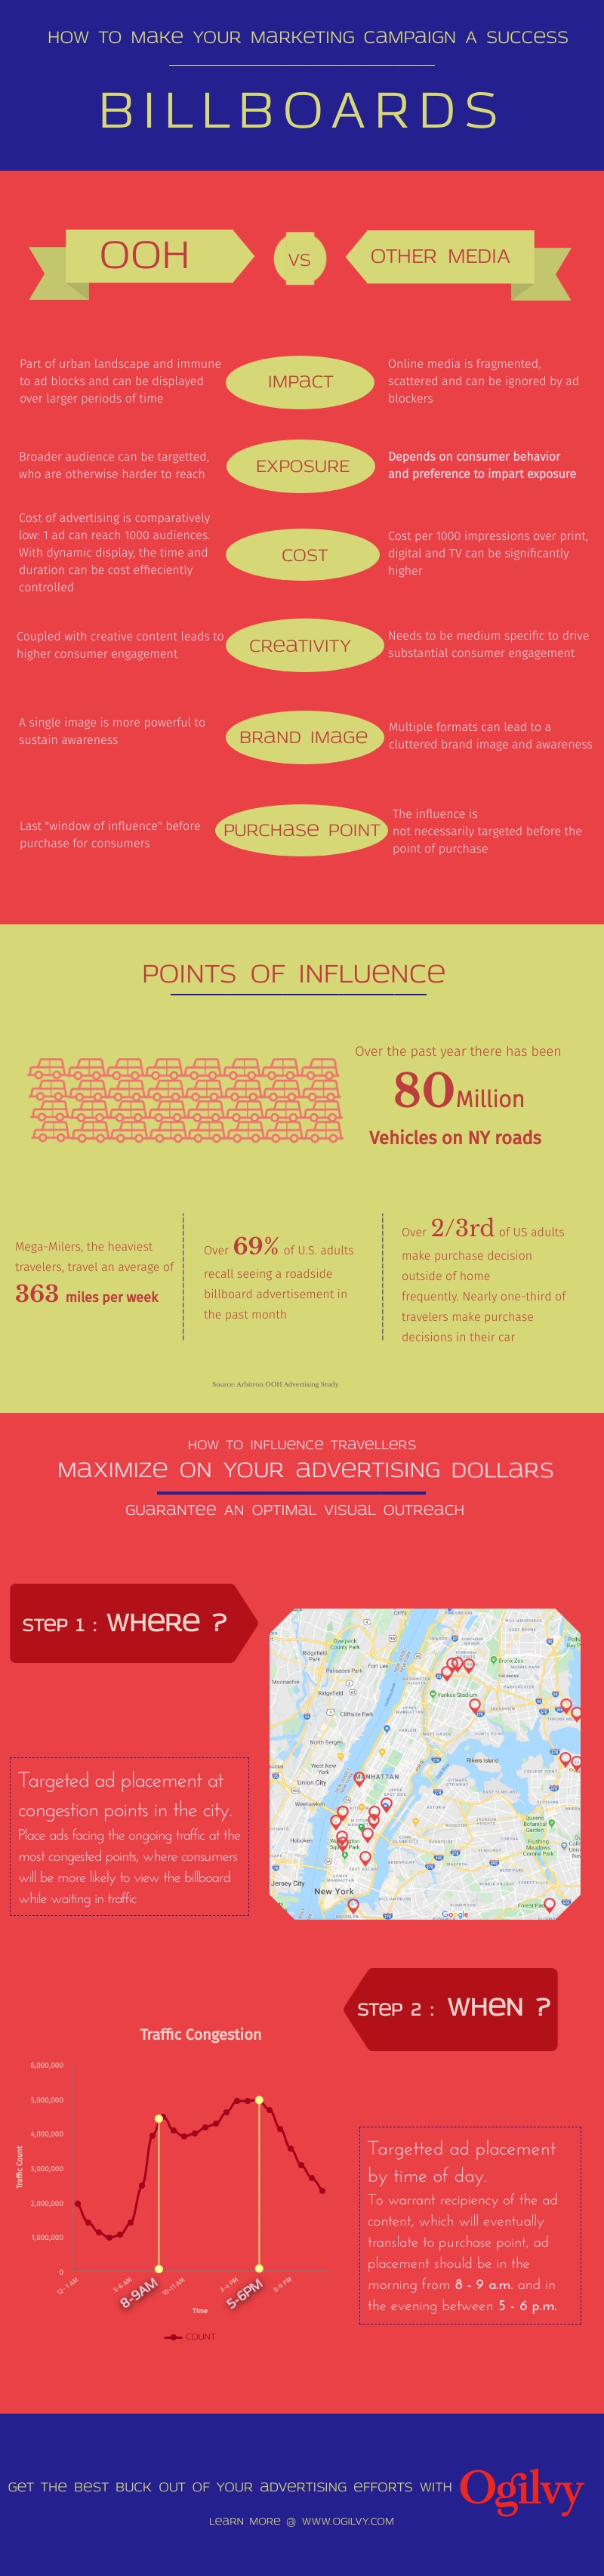 HOW TO MAKE YOUR MARKETING CAMPAIGN A SUCCESS
BILLBOARDS
OOH
VS
OTHER MEDIA
Part of urban landscape and immune
to ad blocks and can be displayed
over larger periods of time
IMPACT
Online media is fragmented,
scattered and can be ignored by ad
blockers
Broader audience can be targetted,
who are otherwise harder to reach
EXPOSURE
Depends on consumer behavior
and preference to impart exposure
Cost of advertising is comparatively
low: 1 ad can reach 1000 audiences.
With dynamic display, the time and
duration can be cost effieciently
controlled
COST
Cost per 1000 impressions over print,
digital and TV can be significantly
higher
Coupled with creative content leads to
higher consumer engagement
CREATIVITY
Needs to be medium specific to drive
substantial consumer engagement
A single image is more powerful to
sustain awareness
BRAND IMAGE
Multiple formats can lead to a
cluttered brand image and awareness
Last "window of influence" before
purchase for consumers
PURCHASE POINT
The influence is
not necessarily targeted before the
point of purchase
POINTS OF INFLUENCE
Over the past year there has been
80 Million
Vehicles on NY roads
Mega-Milers, the heaviest
travelers, travel an average of
363 miles per week
Over 69% of U.S. adults
recall seeing a roadside
billboard advertisement in
the past month
Over 2/3rd of US adults
make purchase decision
outside of home
frequently. Nearly one-third of
travelers make purchase
decisions in their car
Source: Arbitron OOH Advertising Study
HOW TO INFLUENCE TRAVELLERS
MAXIMIZE ON YOUR ADVERTISING DOLLARS
GUARANTEE AN OPTIMAL VISUAL OUTREACH
STEP 1 : WHERE ?
Targeted ad placement at
congestion points in the city.
Place ads facing the ongoing traffic at the
most congested points, where consumers
will be more likely to view the billboard
while waiting in traffic
Cliffs
Overpeck
County Park
Ridgefield
Park
Fort Lee
Palisades Park
Moonachie
Ridgefield
Bronx Zoo
Cliffside Park
Yankee Stadium
HARLEM
North Bergen
Rikers Island
West New
York
MANHATTAN
Union City
Weehawken
ASTORIA
Hoboken
Queens
Botanical
Garden
Flushing
Meadows
Corona Park
Jersey City
New York
WILLIAMSBURG
BROOKLYN
Forest Park
Google
STEP 2 : WHEN ?
Traffic Congestion
6,000,000
5,000,000
4,000,000
3,000,000
2,000,000
1,000,000
0
Traffic Count
12- 1 AM
5-6 AM
8-9AM
10-11 AM
3-4 PM
5-6PM
8-9 PM
Time
COUNT
Targetted ad placement
by time of day.
To warrant recipiency of the ad
content, which will eventually
translate to purchase point, ad
placement should be in the
morning from 8 - 9 a.m. and in
the evening between 5 - 6 p.m.
GET THE BEST BUCK OUT OF YOUR ADVERTISING EFFORTS WITH Ogilvy
LEARN MORE @ WWW.OGILVY.COM